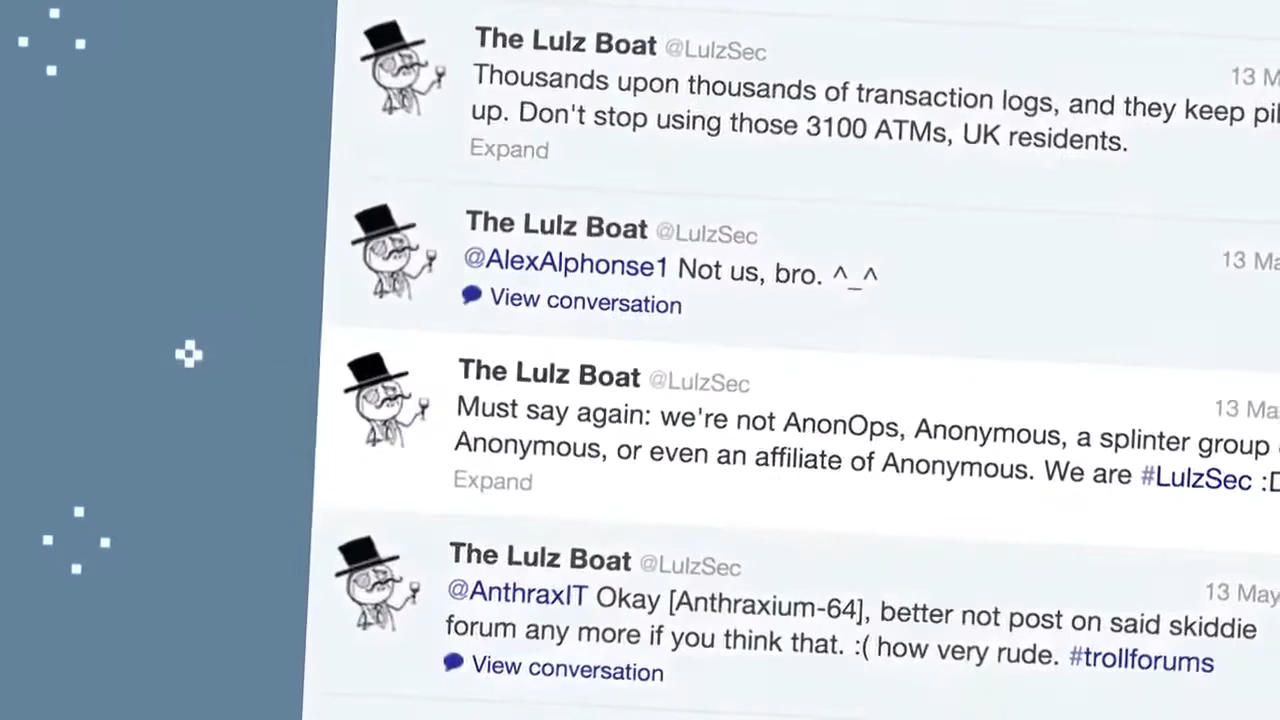 The Lulz Boat @LulzSec
13 M
Thousands upon thousands of transaction logs, and they keep pil
up. Don't stop using those 3100 ATMs, UK residents.
Expand
The Lulz Boat @LulzSec
13 Ma
@AlexAlphonse1 Not us, bro. ^_^
View conversation
The Lulz Boat @LulzSec
13 Ma
Must say again: we're not AnonOps, Anonymous, a splinter group
Anonymous, or even an affiliate of Anonymous. We are #LulzSec :D
Expand
The Lulz Boat @LulzSec
13 May
@AnthraxIT Okay [Anthraxium-64], better not post on said skiddie
forum any more if you think that. :( how very rude. #trollforums
View conversation